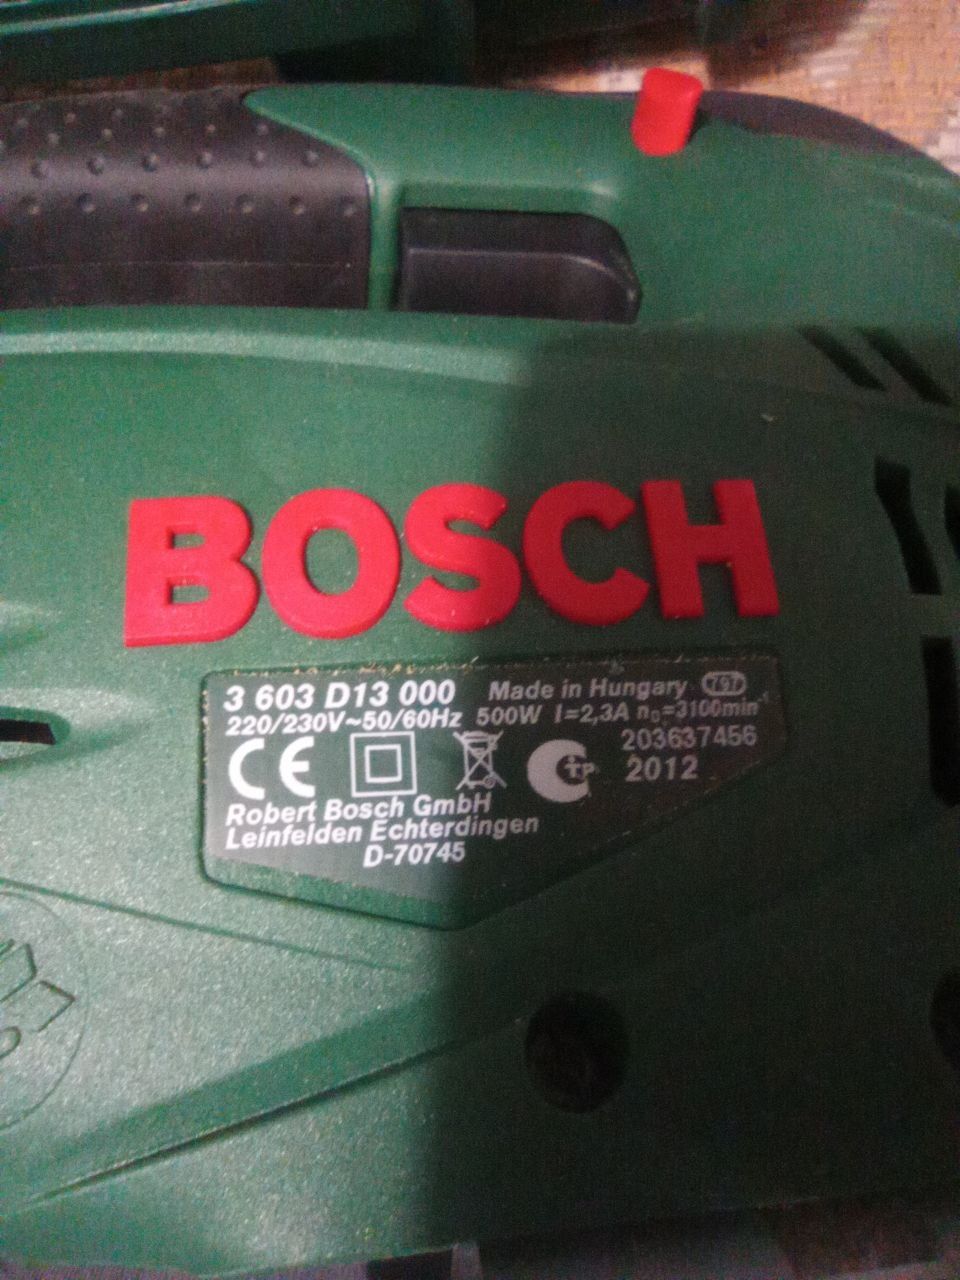 BOSCH
3 603 D13 000 Made in Hungary 797
220/230V~50/60Hz 500W I=2,3A n₀=3100min⁻¹
203637456
CE 2012
Robert Bosch GmbH
Leinfelden Echterdingen
D-70745